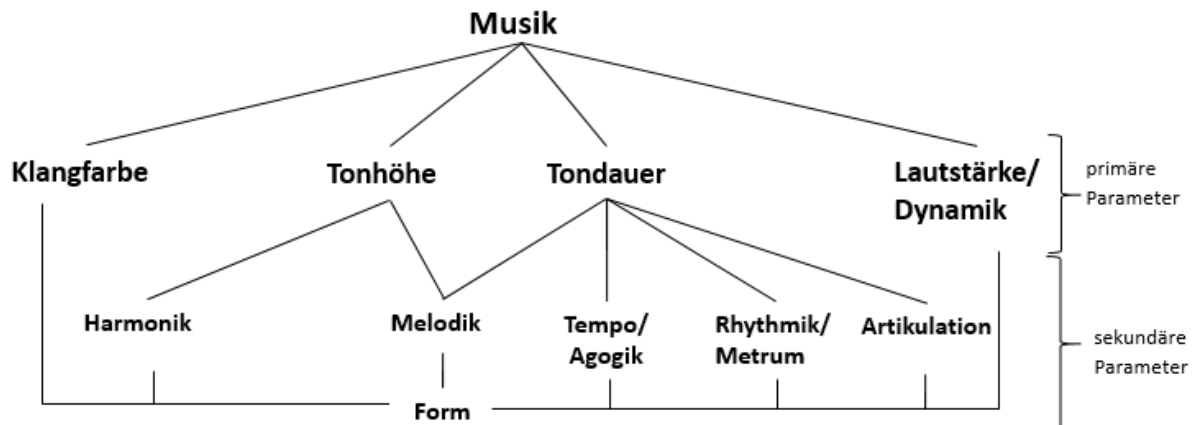 Musik
Klangfarbe
Tonhöhe
Tondauer
Lautstärke/
Dynamik
primäre
Parameter
Harmonik
Melodik
Tempo/
Agogik
Rhythmik/
Metrum
Artikulation
sekundäre
Parameter
Form